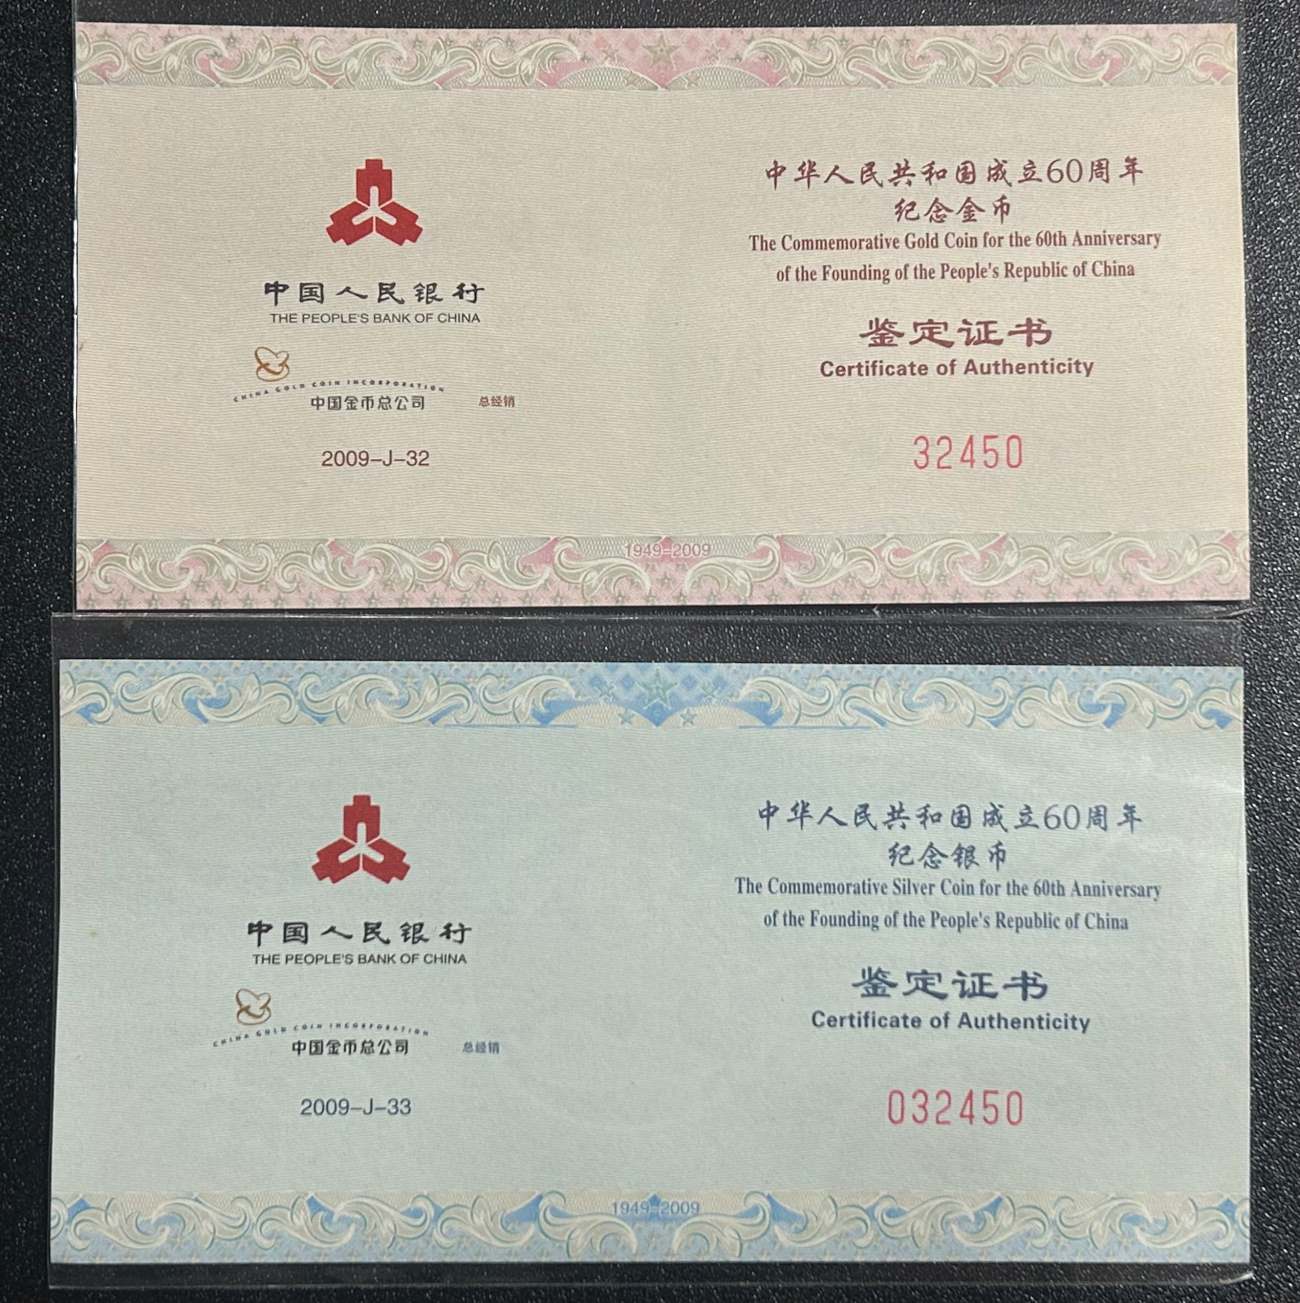 中国人民银行
THE PEOPLE'S BANK OF CHINA
CHINA GOLD COIN INCORPORATION
中国金币总公司 总经销
2009-J-32
中华人民共和国成立60周年
纪念金币
The Commemorative Gold Coin for the 60th Anniversary
of the Founding of the People's Republic of China
鉴定证书
Certificate of Authenticity
32450
1949-2009
中国人民银行
THE PEOPLE'S BANK OF CHINA
CHINA GOLD COIN INCORPORATION
中国金币总公司 总经销
2009-J-33
中华人民共和国成立60周年
纪念银币
The Commemorative Silver Coin for the 60th Anniversary
of the Founding of the People's Republic of China
鉴定证书
Certificate of Authenticity
032450
1949-2009